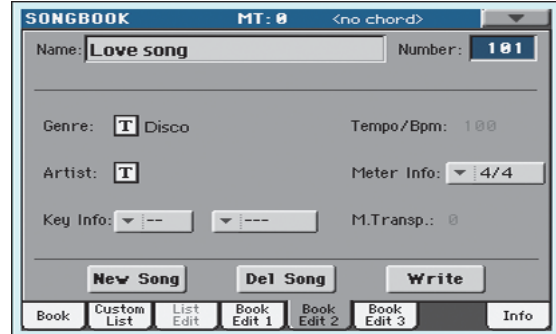 SONGBOOK MT:0 <no chord>
Name: Love song Number: 101
Genre: T Disco Tempo/Bpm: 100
Artist: T Meter Info: 4/4
Key Info: -- --- M.Transp.: 0
New Song Del Song Write
Book Custom List List Edit Book Edit 1 Book Edit 2 Book Edit 3 Info